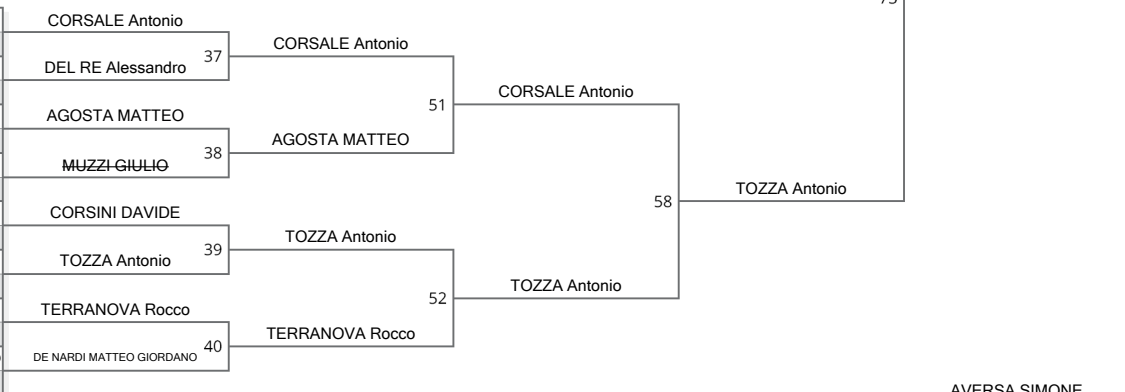 CORSALE Antonio
37
CORSALE Antonio
DEL RE Alessandro
51
CORSALE Antonio
AGOSTA MATTEO
38
AGOSTA MATTEO
MUZZI GIULIO
58
TOZZA Antonio
CORSINI DAVIDE
39
TOZZA Antonio
TOZZA Antonio
52
TOZZA Antonio
TERRANOVA Rocco
40
TERRANOVA Rocco
DE NARDI MATTEO GIORDANO
AVERSA SIMONE